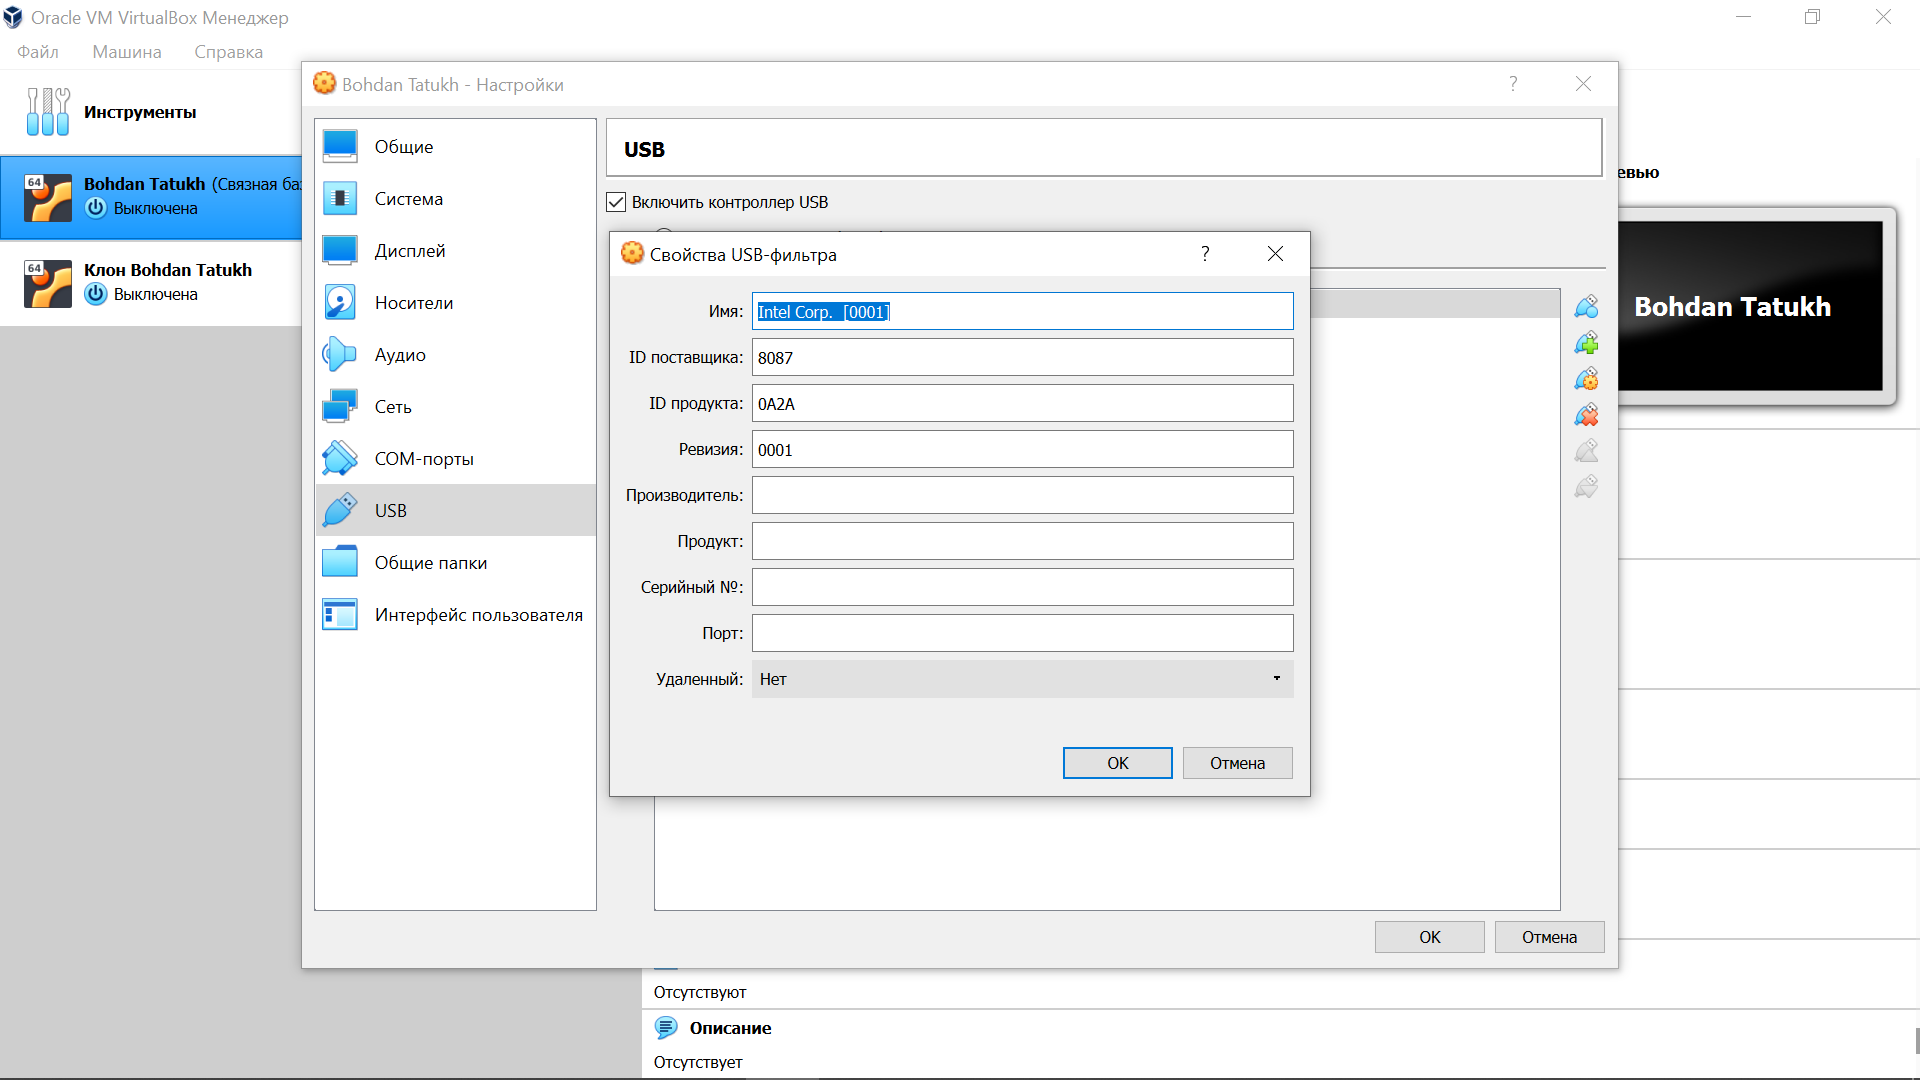 Oracle VM VirtualBox Менеджер
Файл Машина Справка
Инструменты
64
Bohdan Tatukh (Связная баз
Выключена
64
Клон Bohdan Tatukh
Выключена
Bohdan Tatukh - Настройки
?
Общие
Система
Дисплей
Носители
Аудио
Сеть
COM-порты
USB
Общие папки
Интерфейс пользователя
USB
Включить контроллер USB
Свойства USB-фильтра
?
Имя: Intel Corp. [0001]
ID поставщика: 8087
ID продукта: 0A2A
Ревизия: 0001
Производитель:
Продукт:
Серийный №:
Порт:
Удаленный: Нет
OK Отмена
OK Отмена
евью
Bohdan Tatukh
Отсутствуют
Описание
Отсутствует